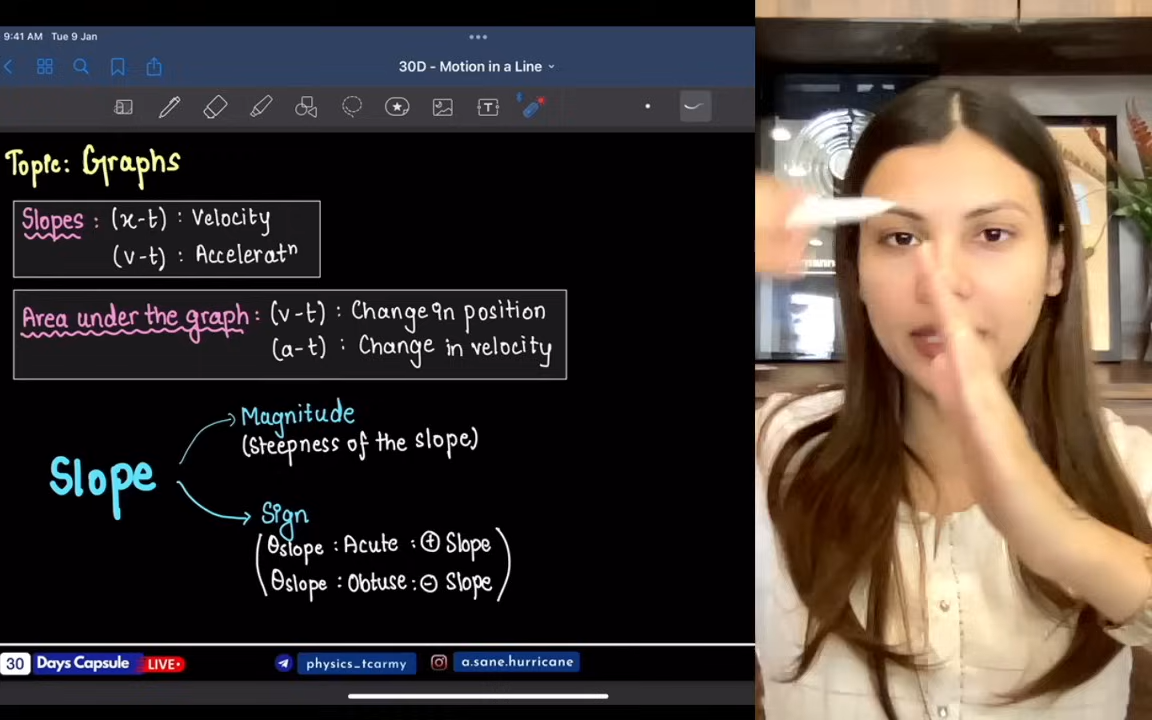 9:41 AM Tue 9 Jan
30D - Motion in a Line
T
Topic: Graphs
Slopes : (x-t) : Velocity
(v-t) : Acceleratⁿ
Area under the graph : (v-t) : Change in position
(a-t) : Change in velocity
Magnitude
(Steepness of the slope)
Slope
Sign
(θslope : Acute : ⊕ Slope
θslope : Obtuse : ⊖ Slope)
30 Days Capsule LIVE
physics_tcarmy
a.sane.hurricane